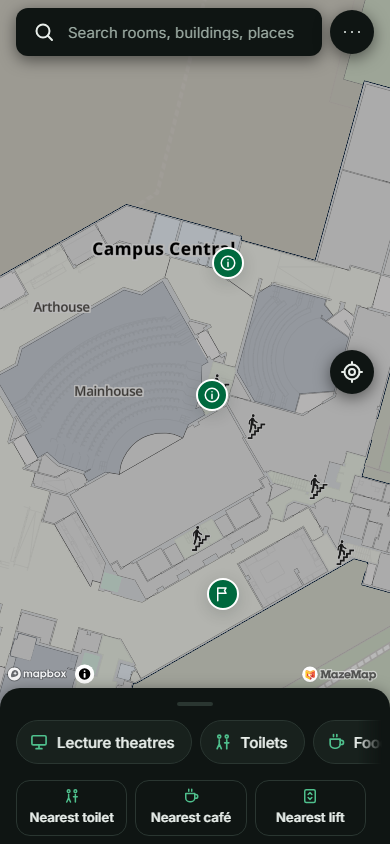 Search rooms, buildings, places
Campus Central
Arthouse
Mainhouse
mapbox
MazeMap
Lecture theatres
Toilets
Nearest toilet
Nearest café
Nearest lift